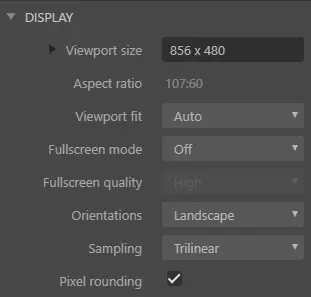 DISPLAY
Viewport size 856 x 480
Aspect ratio 107:60
Viewport fit Auto
Fullscreen mode Off
Fullscreen quality High
Orientations Landscape
Sampling Trilinear
Pixel rounding